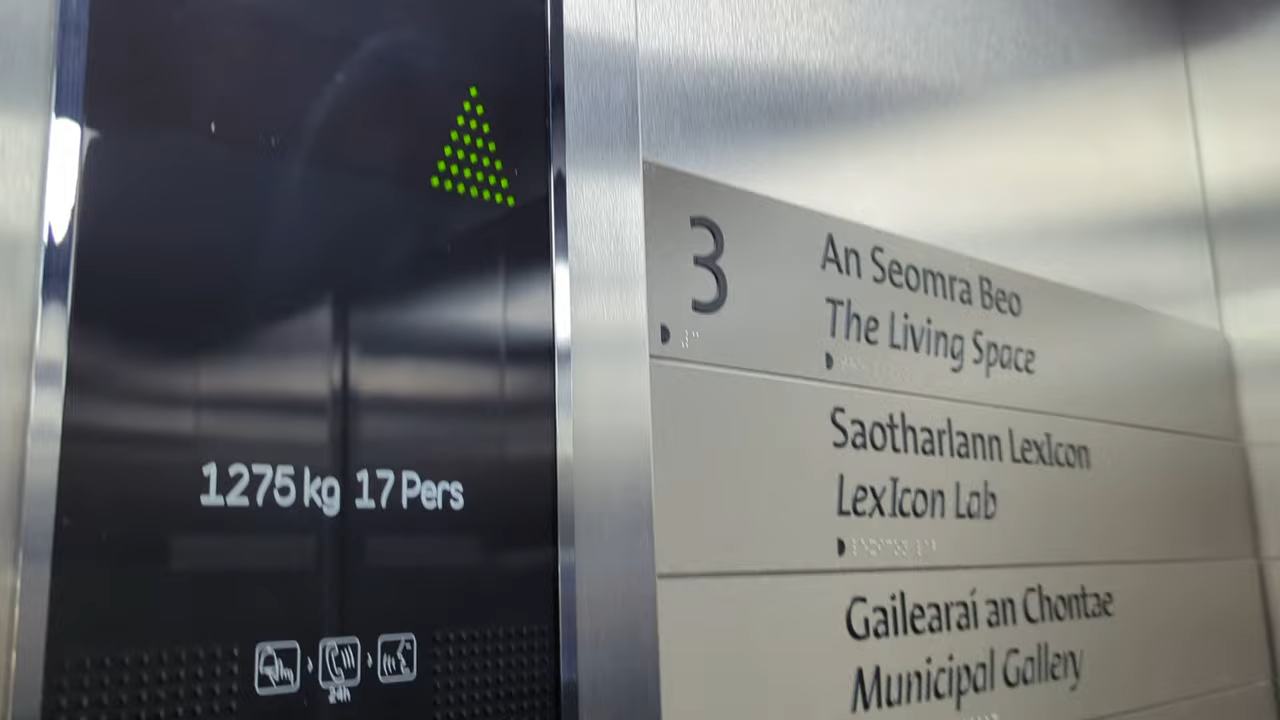 1275 kg 17 Pers
24h
3
An Seomra Beo
The Living Space
Saotharlann LexIcon
LexIcon Lab
Gailearaí an Chontae
Municipal Gallery